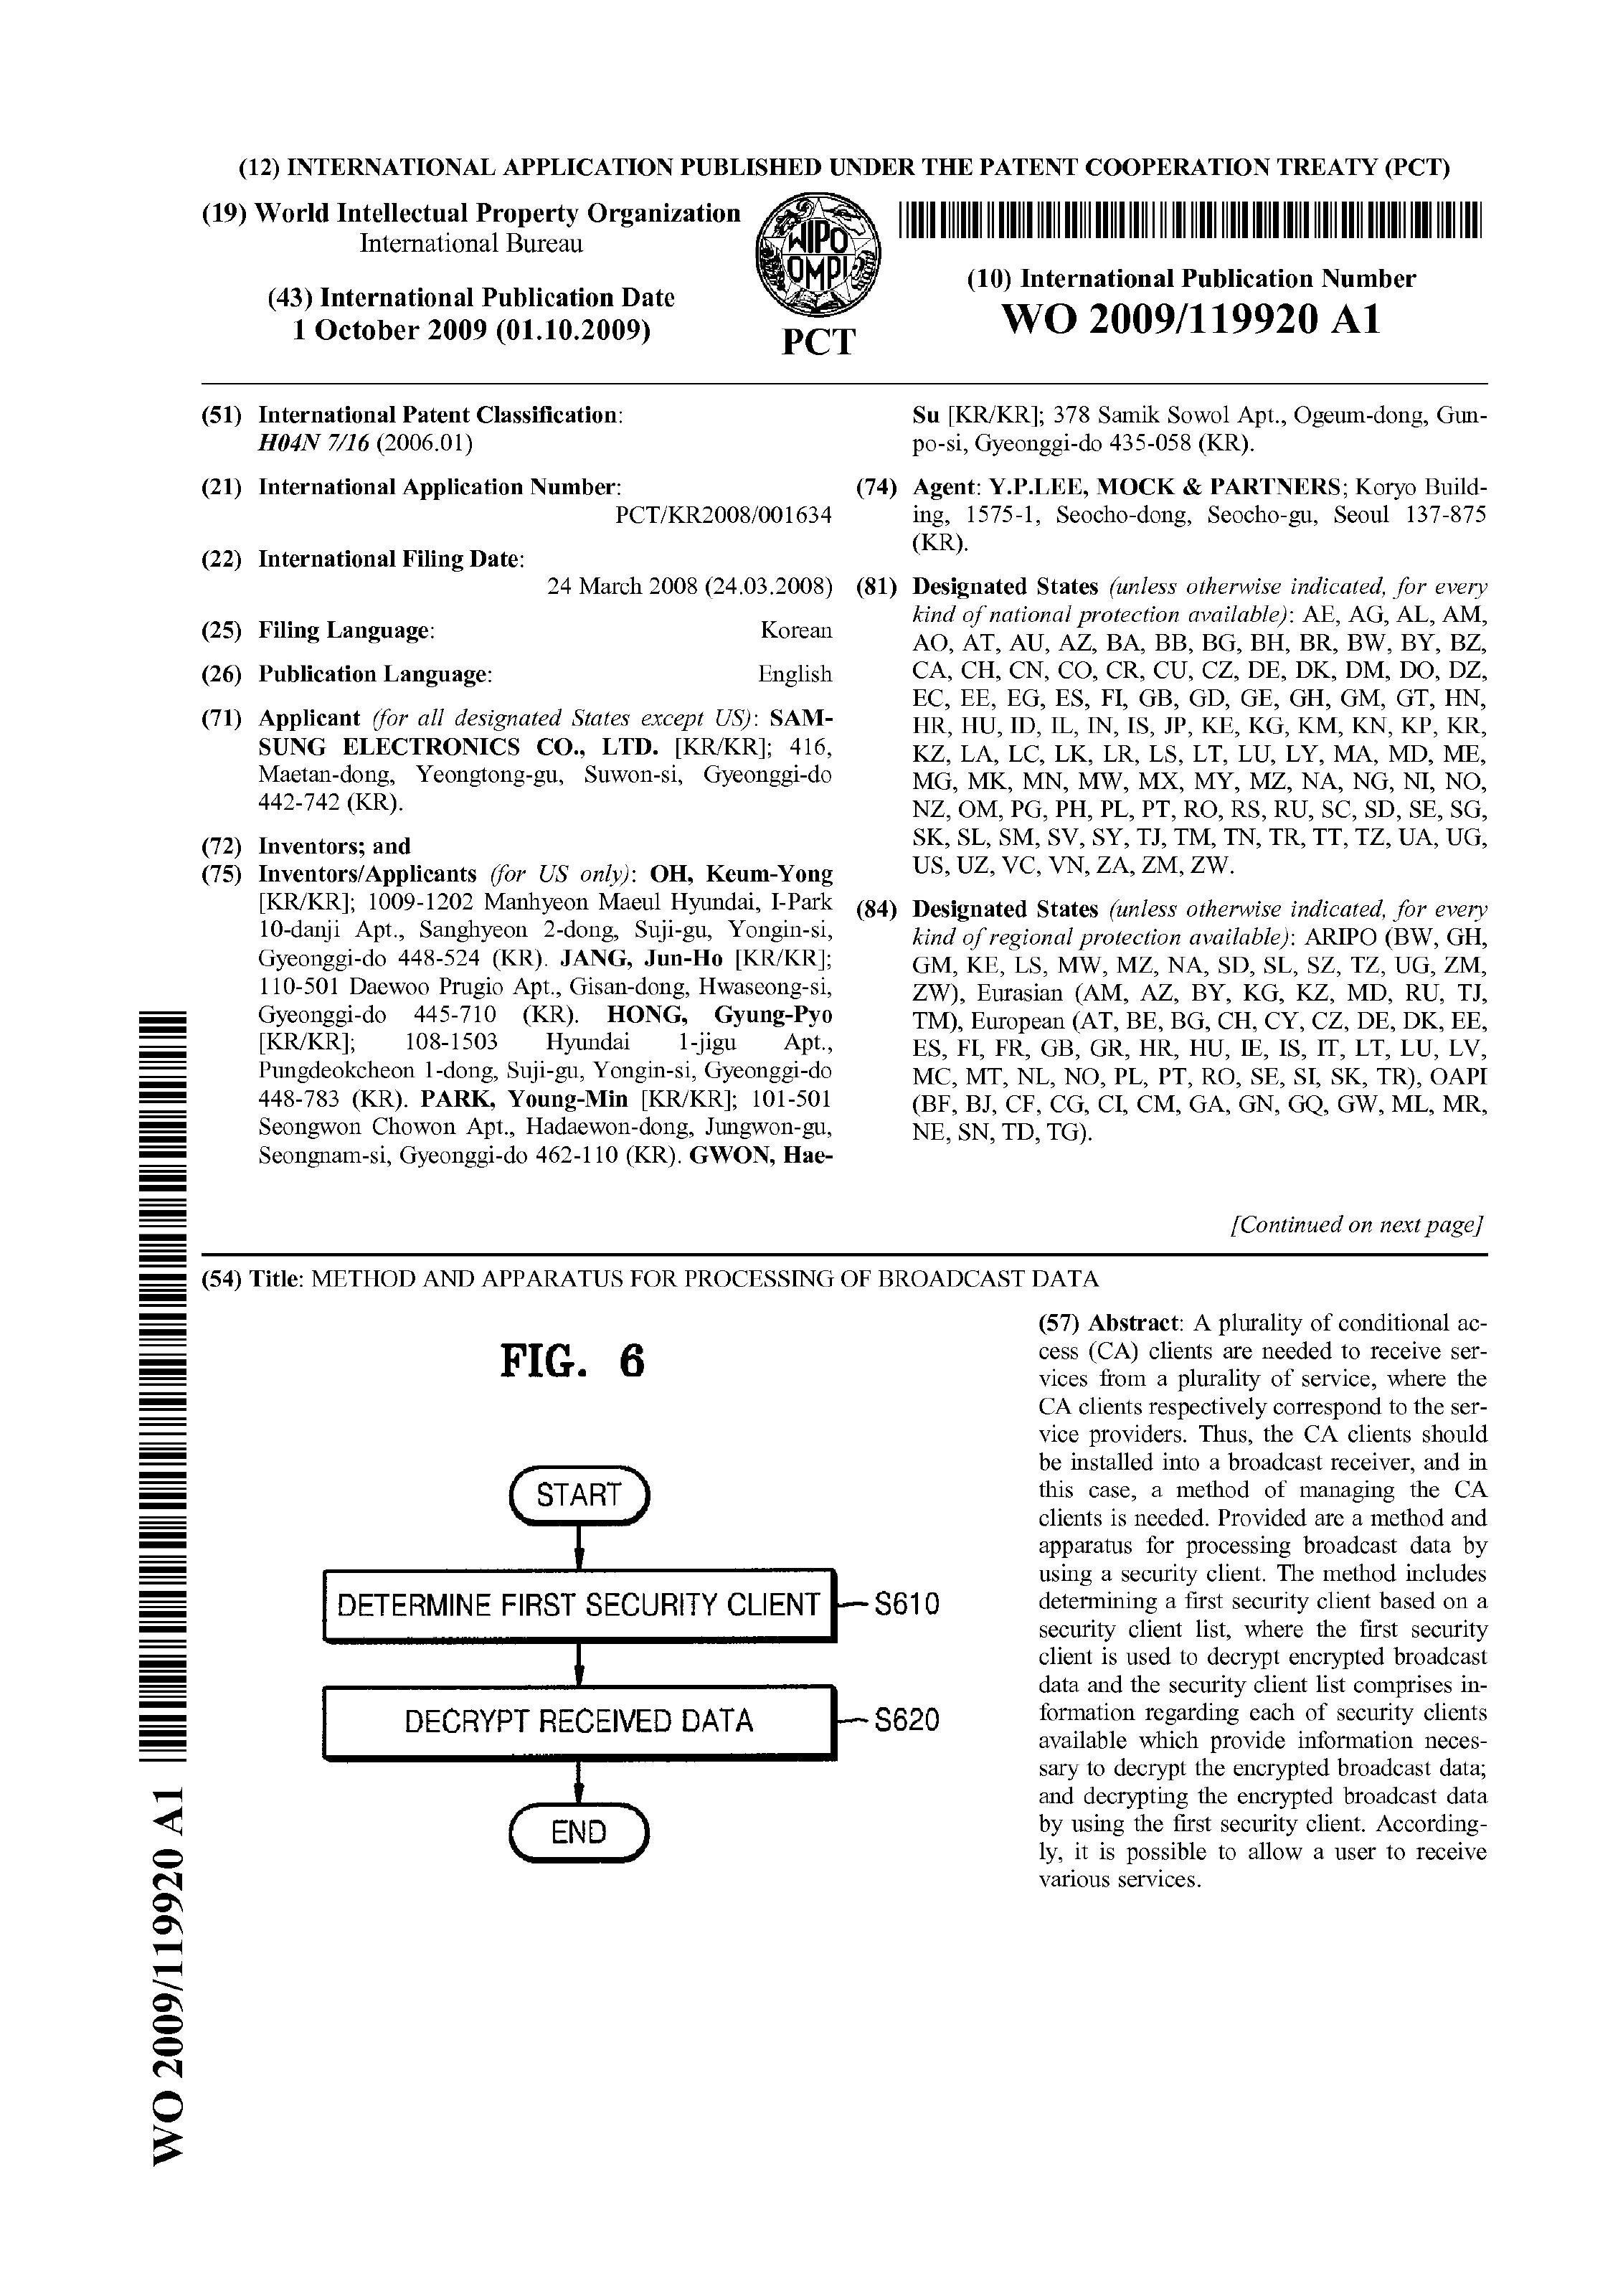 (12) INTERNATIONAL APPLICATION PUBLISHED UNDER THE PATENT COOPERATION TREATY (PCT)
(19) World Intellectual Property Organization
International Bureau
(43) International Publication Date
1 October 2009 (01.10.2009)
WIPO
OMPI
PCT
(10) International Publication Number
WO 2009/119920 A1
(51) International Patent Classification:
H04N 7/16 (2006.01)
(21) International Application Number:
PCT/KR2008/001634
(22) International Filing Date:
24 March 2008 (24.03.2008)
(25) Filing Language: Korean
(26) Publication Language: English
(71) Applicant (for all designated States except US): SAM-
SUNG ELECTRONICS CO., LTD. [KR/KR]; 416,
Maetan-dong, Yeongtong-gu, Suwon-si, Gyeonggi-do
442-742 (KR).
(72) Inventors; and
(75) Inventors/Applicants (for US only): OH, Keum-Yong
[KR/KR]; 1009-1202 Manhyeon Maeul Hyundai, I-Park
10-danji Apt., Sanghyeon 2-dong, Suji-gu, Yongin-si,
Gyeonggi-do 448-524 (KR). JANG, Jun-Ho [KR/KR];
110-501 Daewoo Prugio Apt., Gisan-dong, Hwaseong-si,
Gyeonggi-do 445-710 (KR). HONG, Gyung-Pyo
[KR/KR]; 108-1503 Hyundai 1-jigu Apt.,
Pungdeokcheon 1-dong, Suji-gu, Yongin-si, Gyeonggi-do
448-783 (KR). PARK, Young-Min [KR/KR]; 101-501
Seongwon Chowon Apt., Hadaewon-dong, Jungwon-gu,
Seongnam-si, Gyeonggi-do 462-110 (KR). GWON, Hae-
Su [KR/KR]; 378 Samik Sowol Apt., Ogeum-dong, Gun-
po-si, Gyeonggi-do 435-058 (KR).
(74) Agent: Y.P.LEE, MOCK & PARTNERS; Koryo Build-
ing, 1575-1, Seocho-dong, Seocho-gu, Seoul 137-875
(KR).
(81) Designated States (unless otherwise indicated, for every
kind of national protection available): AE, AG, AL, AM,
AO, AT, AU, AZ, BA, BB, BG, BH, BR, BW, BY, BZ,
CA, CH, CN, CO, CR, CU, CZ, DE, DK, DM, DO, DZ,
EC, EE, EG, ES, FI, GB, GD, GE, GH, GM, GT, HN,
HR, HU, ID, IL, IN, IS, JP, KE, KG, KM, KN, KP, KR,
KZ, LA, LC, LK, LR, LS, LT, LU, LY, MA, MD, ME,
MG, MK, MN, MW, MX, MY, MZ, NA, NG, NI, NO,
NZ, OM, PG, PH, PL, PT, RO, RS, RU, SC, SD, SE, SG,
SK, SL, SM, SV, SY, TJ, TM, TN, TR, TT, TZ, UA, UG,
US, UZ, VC, VN, ZA, ZM, ZW.
(84) Designated States (unless otherwise indicated, for every
kind of regional protection available): ARIPO (BW, GH,
GM, KE, LS, MW, MZ, NA, SD, SL, SZ, TZ, UG, ZM,
ZW), Eurasian (AM, AZ, BY, KG, KZ, MD, RU, TJ,
TM), European (AT, BE, BG, CH, CY, CZ, DE, DK, EE,
ES, FI, FR, GB, GR, HR, HU, IE, IS, IT, LT, LU, LV,
MC, MT, NL, NO, PL, PT, RO, SE, SI, SK, TR), OAPI
(BF, BJ, CF, CG, CI, CM, GA, GN, GQ, GW, ML, MR,
NE, SN, TD, TG).
[Continued on next page]
(54) Title: METHOD AND APPARATUS FOR PROCESSING OF BROADCAST DATA
FIG. 6
START
DETERMINE FIRST SECURITY CLIENT
S610
DECRYPT RECEIVED DATA
S620
END
(57) Abstract: A plurality of conditional ac-
cess (CA) clients are needed to receive ser-
vices from a plurality of service, where the
CA clients respectively correspond to the ser-
vice providers. Thus, the CA clients should
be installed into a broadcast receiver, and in
this case, a method of managing the CA
clients is needed. Provided are a method and
apparatus for processing broadcast data by
using a security client. The method includes
determining a first security client based on a
security client list, where the first security
client is used to decrypt encrypted broadcast
data and the security client list comprises in-
formation regarding each of security clients
available which provide information neces-
sary to decrypt the encrypted broadcast data;
and decrypting the encrypted broadcast data
by using the first security client. According-
ly, it is possible to allow a user to receive
various services.
WO 2009/119920 A1